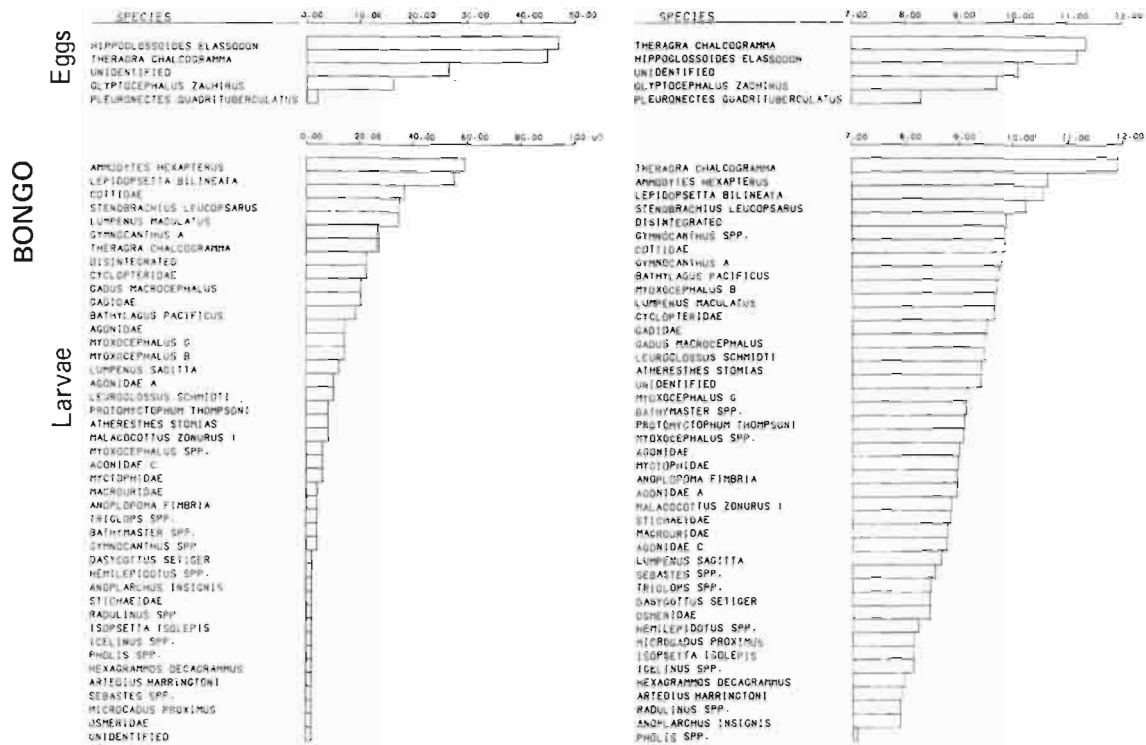 BONGO
Eggs
SPECIES 0.00 10.00 20.00 30.00 40.00 50.00
HIPPOGLOSSOIDES ELASSODON
THERAGRA CHALCOGRAMMA
UNIDENTIFIED
GLYPTOCEPHALUS ZACHIRUS
PLEURONECTES QUADRITUBERCULATUS
SPECIES 7.00 8.00 9.00 10.00 11.00 12.00
THERAGRA CHALCOGRAMMA
HIPPOGLOSSOIDES ELASSODON
UNIDENTIFIED
GLYPTOCEPHALUS ZACHIRUS
PLEURONECTES QUADRITUBERCULATUS
Larvae
0.00 20.00 40.00 60.00 80.00 100.00
AMMODYTES HEXAPTERUS
LEPIDOPSETTA BILINEATA
COTTIDAE
STENOBRACHIUS LEUCOPSARUS
LUMPENUS MACULATUS
GYMNOCANTHUS A
THERAGRA CHALCOGRAMMA
DISINTEGRATED
CYCLOPTERIDAE
GADUS MACROCEPHALUS
GADIDAE
BATHYLAGUS PACIFICUS
AGONIDAE
MYOXOCEPHALUS G
MYOXOCEPHALUS B
LUMPENUS SAGITTA
AGONIDAE A
LEUROGLOSSUS SCHMIDTI
PROTOMYCTOPHUM THOMPSONI
ATHERESTHES STOMIAS
MALACOCOTTUS ZONURUS I
MYOXOCEPHALUS SPP.
AGONIDAE C
MYCTOPHIDAE
MACROURIDAE
ANOPLOPOMA FIMBRIA
TRIGLOPS SPP.
BATHYMASTER SPP.
GYMNOCANTHUS SPP
DASYCOTTUS SETIGER
HEMILEPIDOTUS SPP.
ANOPLARCHUS INSIGNIS
STICHAEIDAE
RADULINUS SPP
ISOPSETTA ISOLEPIS
ICELINUS SPP.
PHOLIS SPP.
HEXAGRAMMOS DECAGRAMMUS
ARTEDIUS HARRINGTONI
SEBASTES SPP.
MICROGADUS PROXIMUS
OSMERIDAE
UNIDENTIFIED
7.00 8.00 9.00 10.00 11.00 12.00
THERAGRA CHALCOGRAMMA
AMMODYTES HEXAPTERUS
LEPIDOPSETTA BILINEATA
STENOBRACHIUS LEUCOPSARUS
DISINTEGRATED
GYMNOCANTHUS SPP.
COTTIDAE
GYMNOCANTHUS A
BATHYLAGUS PACIFICUS
MYOXOCEPHALUS B
LUMPENUS MACULATUS
CYCLOPTERIDAE
GADIDAE
GADUS MACROCEPHALUS
LEUROGLOSSUS SCHMIDTI
ATHERESTHES STOMIAS
UNIDENTIFIED
MYOXOCEPHALUS G
BATHYMASTER SPP.
PROTOMYCTOPHUM THOMPSONI
MYOXOCEPHALUS SPP.
AGONIDAE
MYCTOPHIDAE
ANOPLOPOMA FIMBRIA
AGONIDAE A
MALACOCOTTUS ZONURUS I
STICHAEIDAE
MACROURIDAE
AGONIDAE C
LUMPENUS SAGITTA
SEBASTES SPP.
TRIGLOPS SPP.
DASYCOTTUS SETIGER
OSMERIDAE
HEMILEPIDOTUS SPP.
MICROGADUS PROXIMUS
ISOPSETTA ISOLEPIS
ICELINUS SPP.
HEXAGRAMMOS DECAGRAMMUS
ARTEDIUS HARRINGTONI
RADULINUS SPP.
ANOPLARCHUS INSIGNIS
PHOLIS SPP.